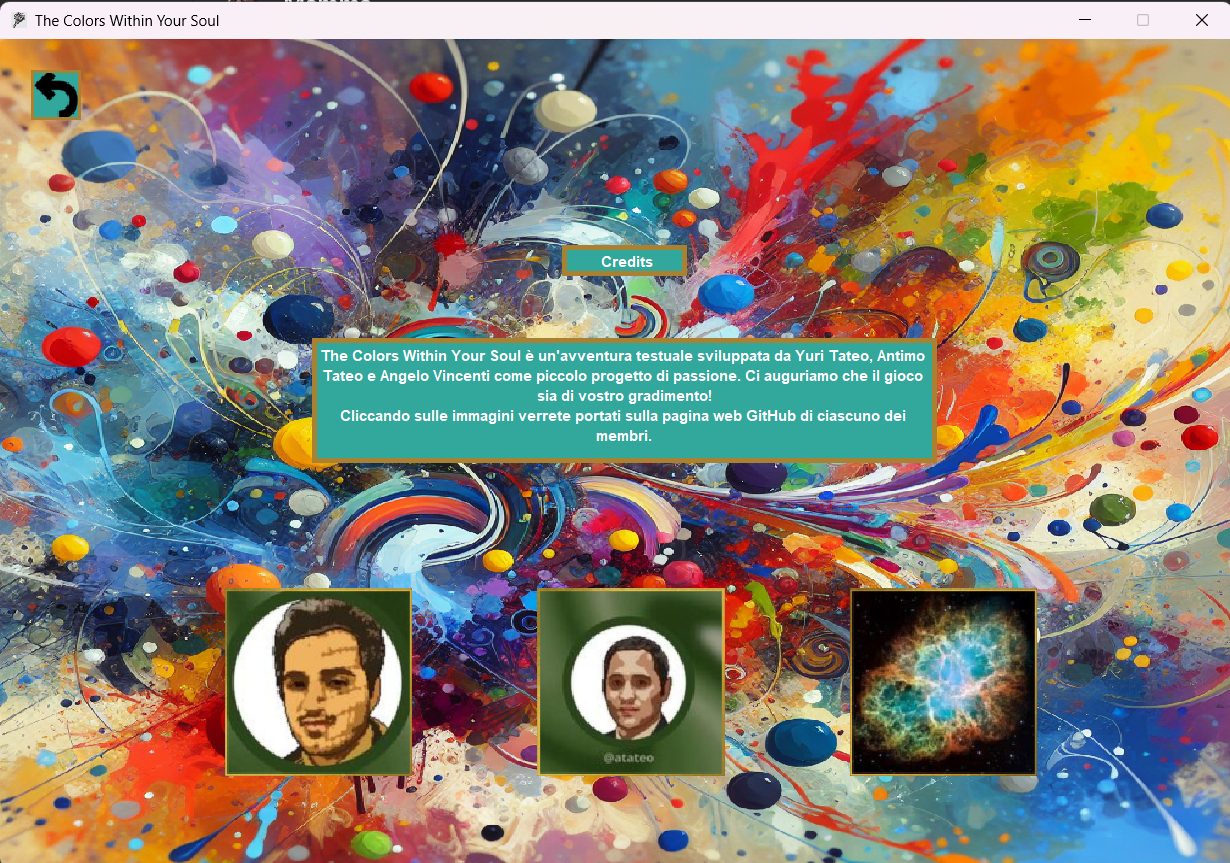 The Colors Within Your Soul
Credits
The Colors Within Your Soul è un'avventura testuale sviluppata da Yuri Tateo, Antimo
Tateo e Angelo Vincenti come piccolo progetto di passione. Ci auguriamo che il gioco
sia di vostro gradimento!
Cliccando sulle immagini verrete portati sulla pagina web GitHub di ciascuno dei
membri.
@atateo